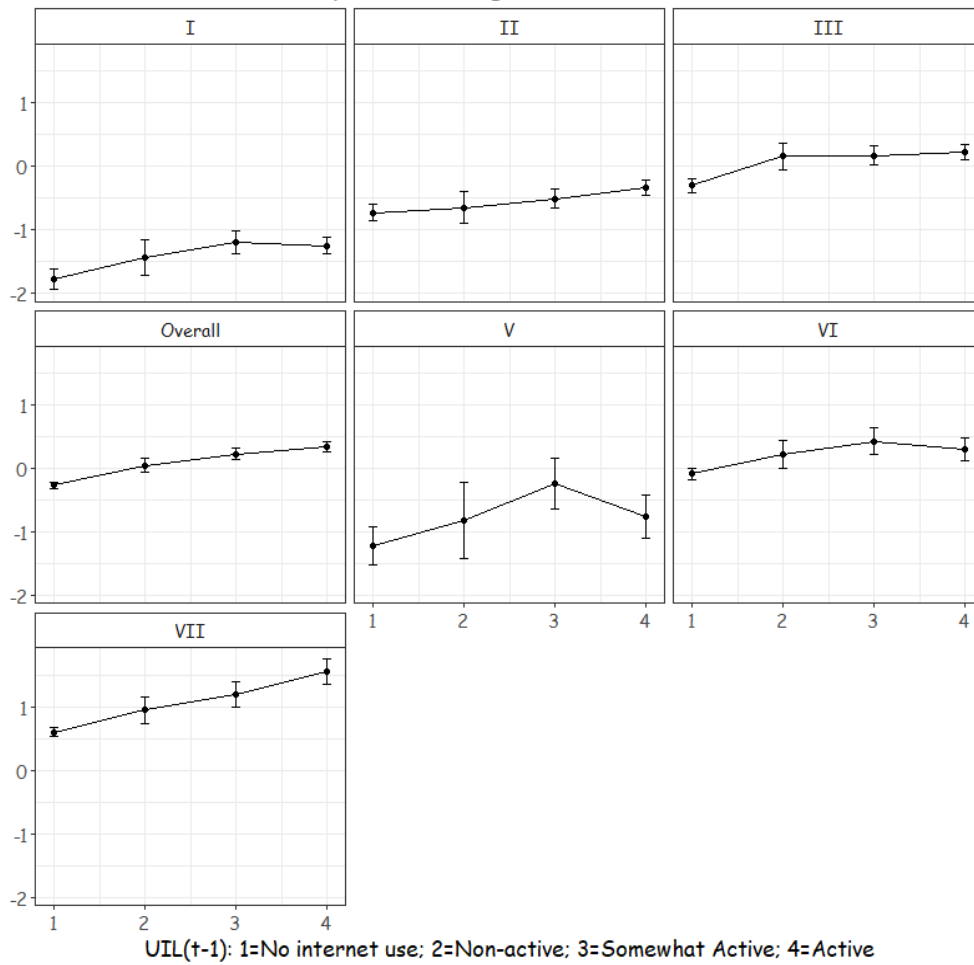 I II III
1
0
-1
-2
Overall V VI
1
0
-1
-2
1 2 3 4 1 2 3 4
VII
1
0
-1
-2
1 2 3 4
UIL(t-1): 1=No internet use; 2=Non-active; 3=Somewhat Active; 4=Active